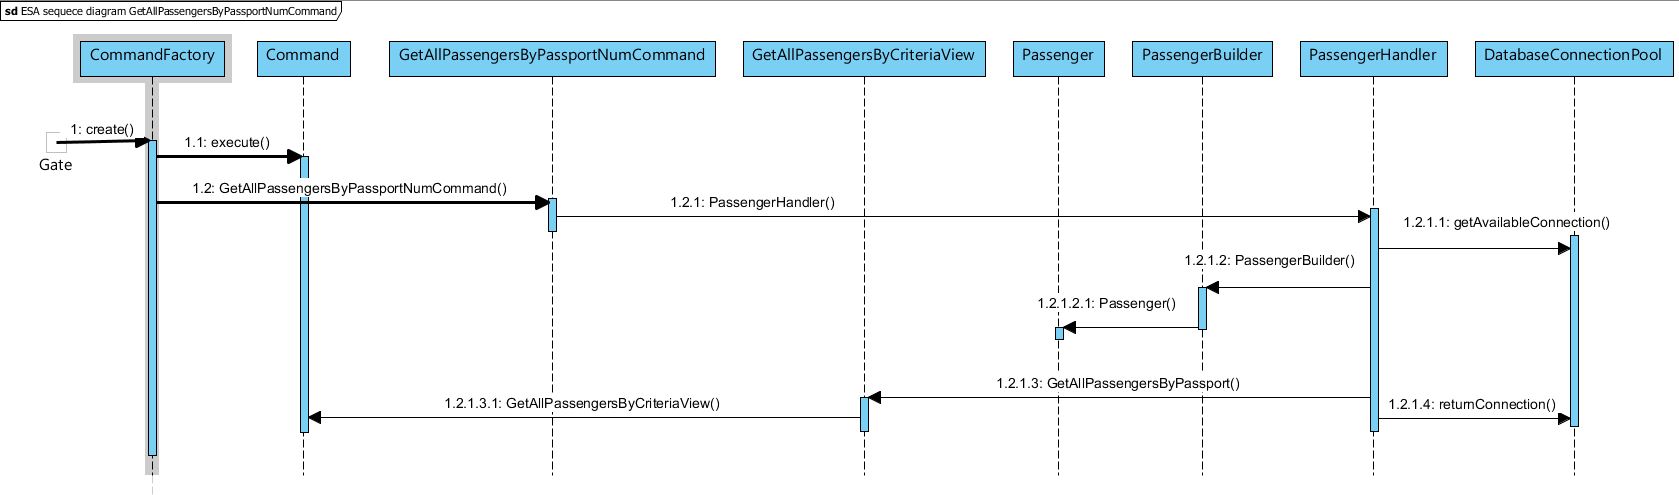 sd ESA sequece diagram GetAllPassengersByPassportNumCommand
CommandFactory
Command
GetAllPassengersByPassportNumCommand
GetAllPassengersByCriteriaView
Passenger
PassengerBuilder
PassengerHandler
DatabaseConnectionPool
1: create()
Gate
1.1: execute()
1.2: GetAllPassengersByPassportNumCommand()
1.2.1: PassengerHandler()
1.2.1.1: getAvailableConnection()
1.2.1.2: PassengerBuilder()
1.2.1.2.1: Passenger()
1.2.1.3: GetAllPassengersByPassport()
1.2.1.3.1: GetAllPassengersByCriteriaView()
1.2.1.4: returnConnection()